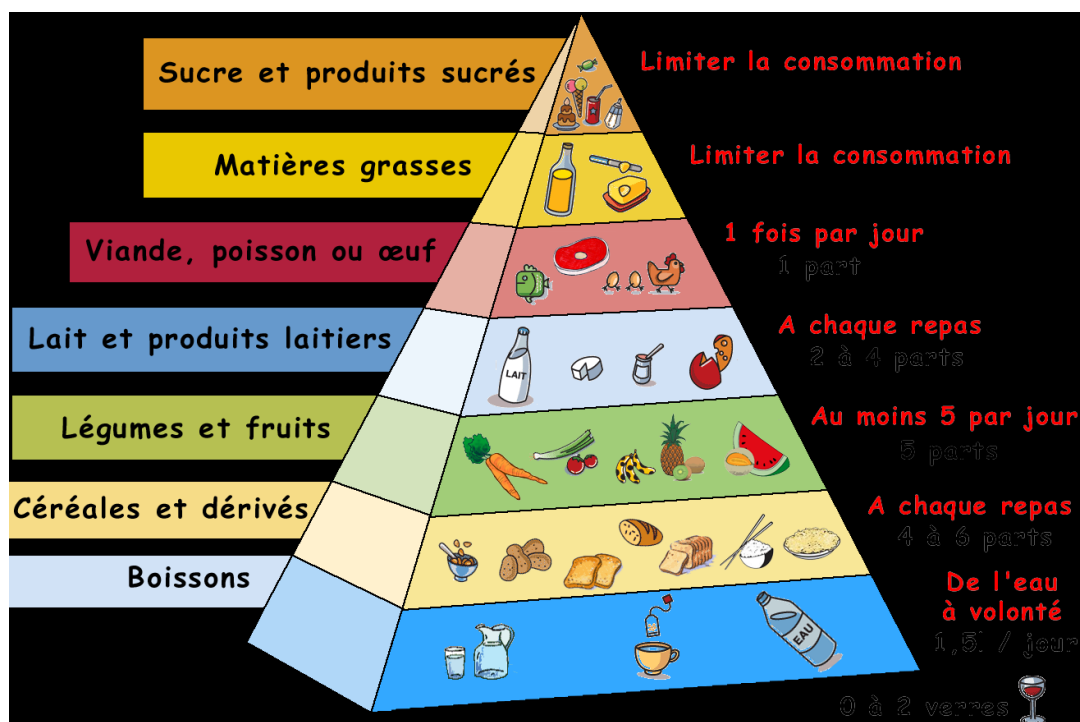 Sucre et produits sucrés
Limiter la consommation
Matières grasses
Limiter la consommation
Viande, poisson ou œuf
1 fois par jour
1 part
Lait et produits laitiers
A chaque repas
2 à 4 parts
LAIT
Légumes et fruits
Au moins 5 par jour
5 parts
Céréales et dérivés
A chaque repas
4 à 6 parts
Boissons
De l'eau
à volonté
1,5l / jour
EAU
0 à 2 verres